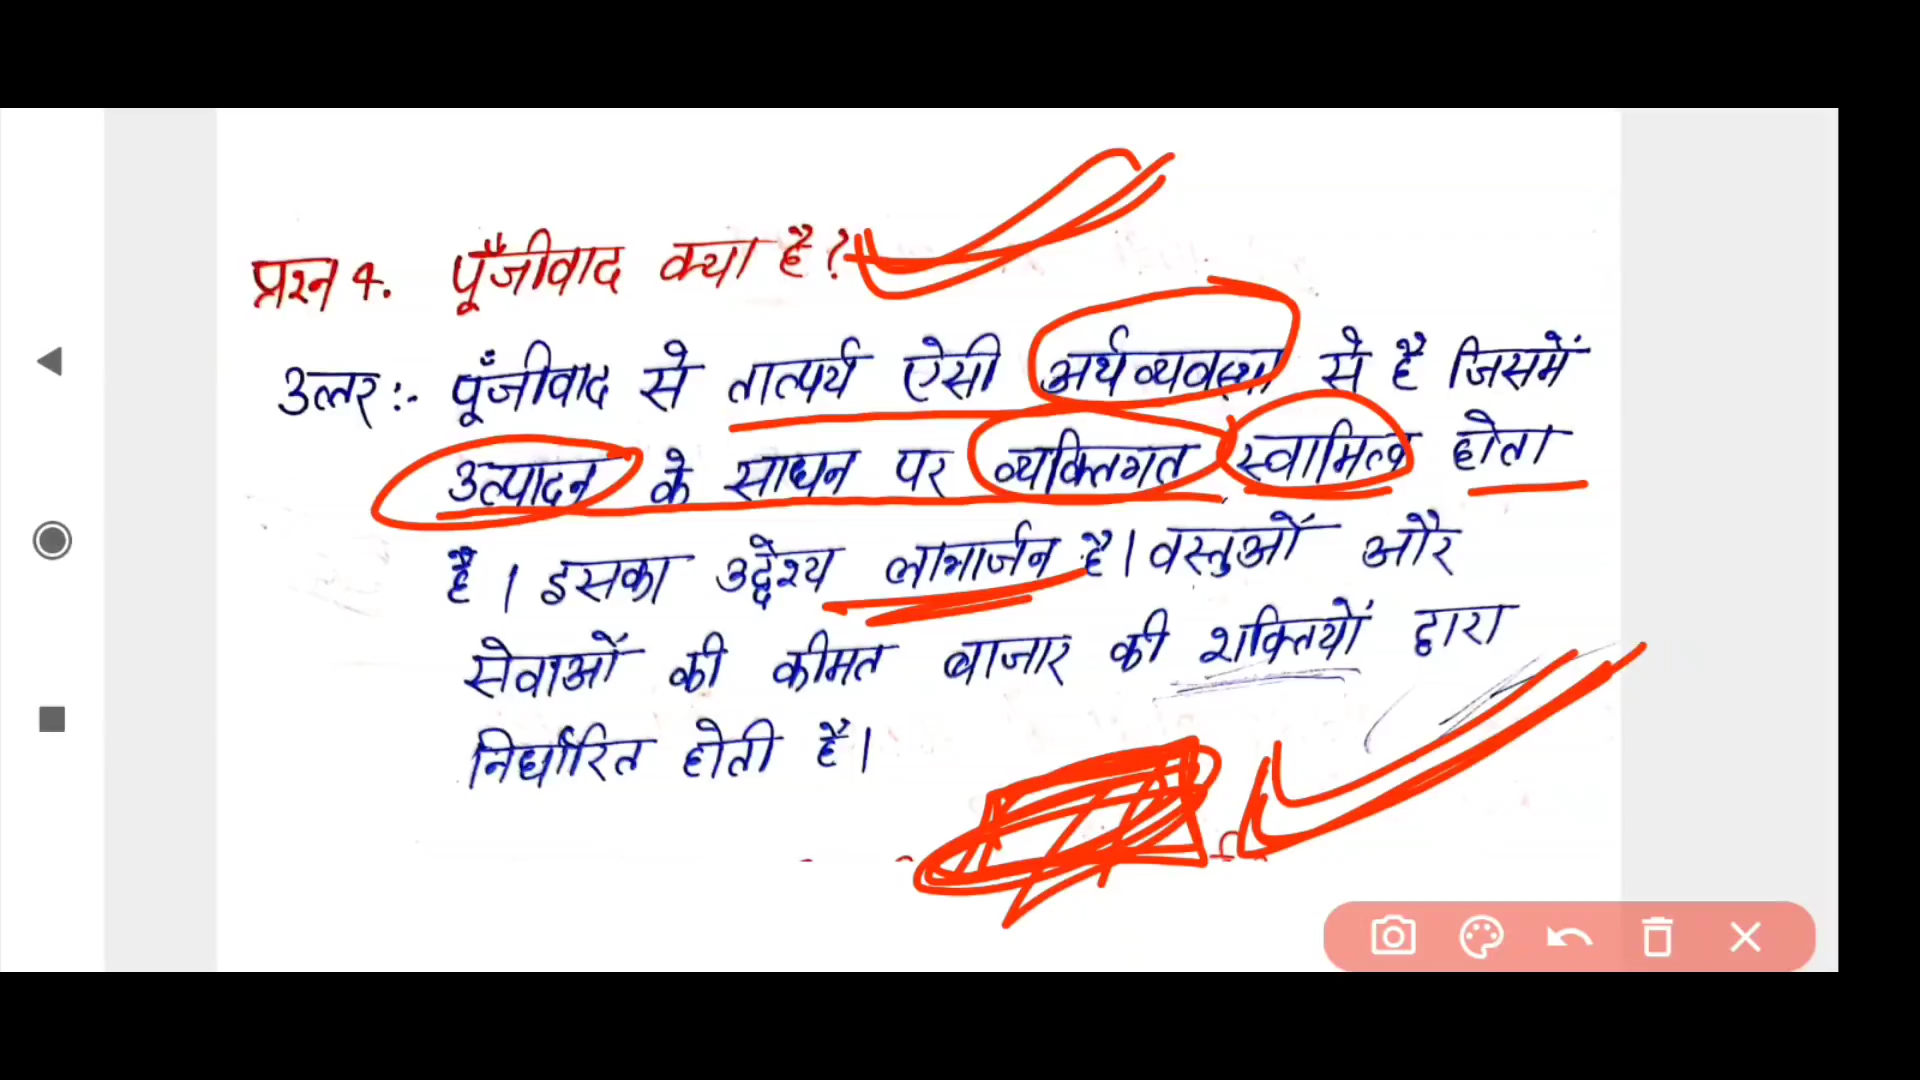 प्रश्न 4. पूँजीवाद क्या है?
उत्तर:- पूँजीवाद से तात्पर्य ऐसी अर्थव्यवस्था से है जिसमें
उत्पादन के साधन पर व्यक्तिगत स्वामित्व होता
है। इसका उद्देश्य लाभार्जन है। वस्तुओं और
सेवाओं की कीमत बाजार की शक्तियों द्वारा
निर्धारित होती है।